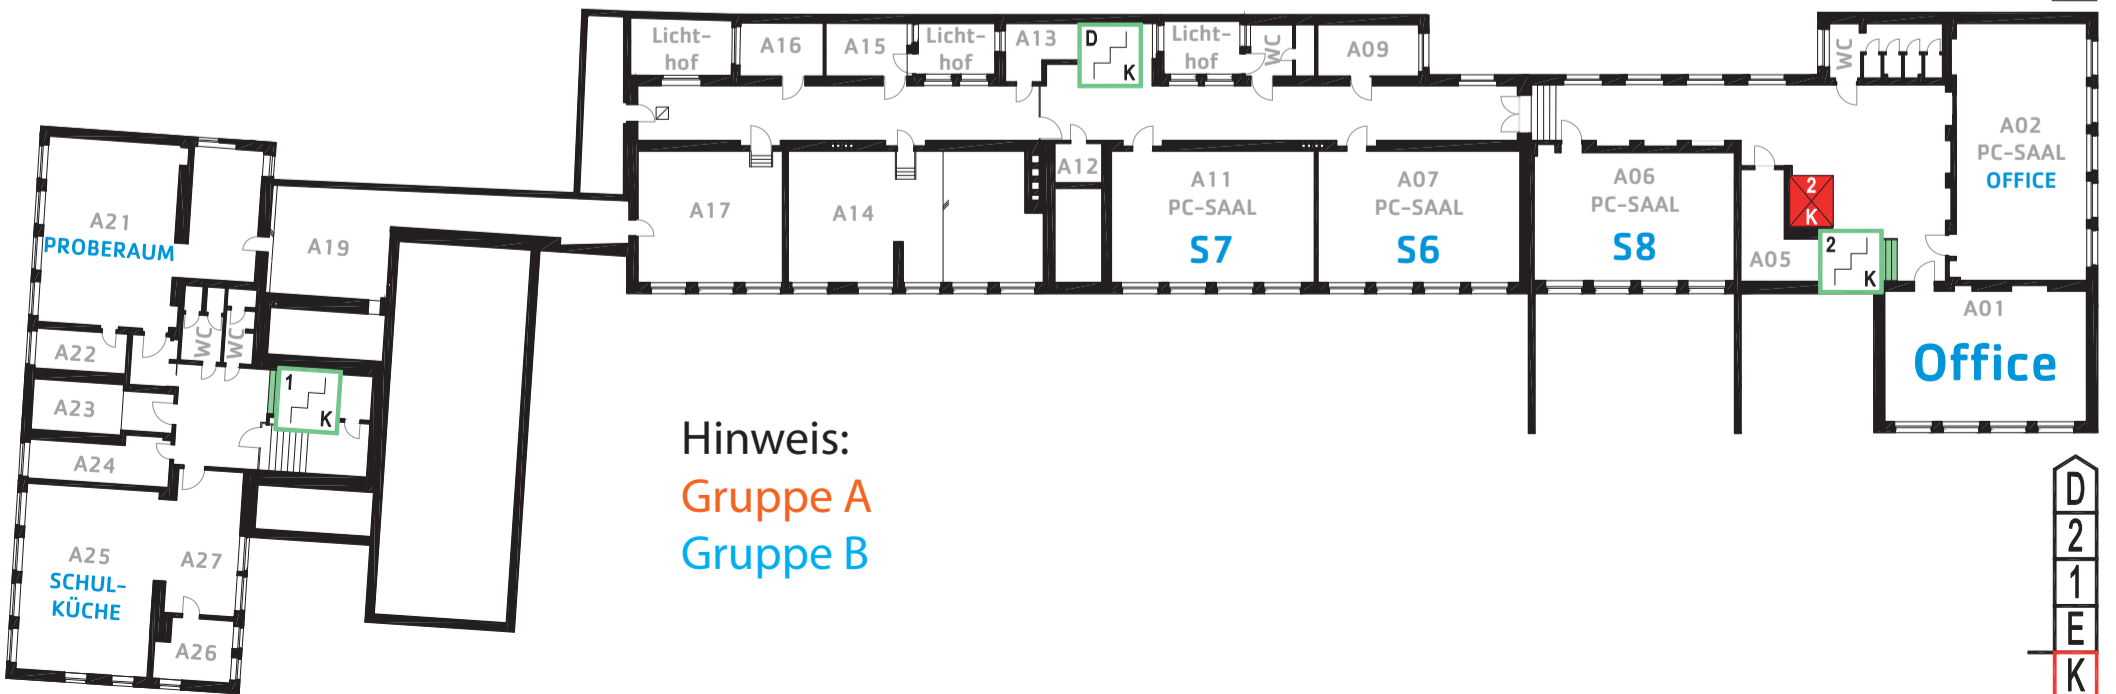 Licht-
hof
A16
A15
Licht-
hof
A13
D
K
Licht-
hof
WC
A09
WC
A02
PC-SAAL
OFFICE
A21
PROBERAUM
A19
A17
A14
A12
A11
PC-SAAL
S7
A07
PC-SAAL
S6
A06
PC-SAAL
S8
2
K
A05
2
K
A01
Office
A22
WC
WC
A23
1
K
A24
A25
SCHUL-
KÜCHE
A27
A26
Hinweis:
Gruppe A
Gruppe B
D
2
1
E
K